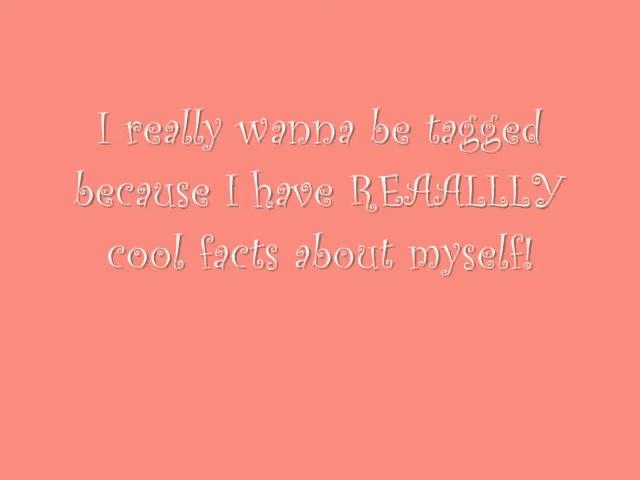 I really wanna be tagged
because I have REAALLLY
cool facts about myself!